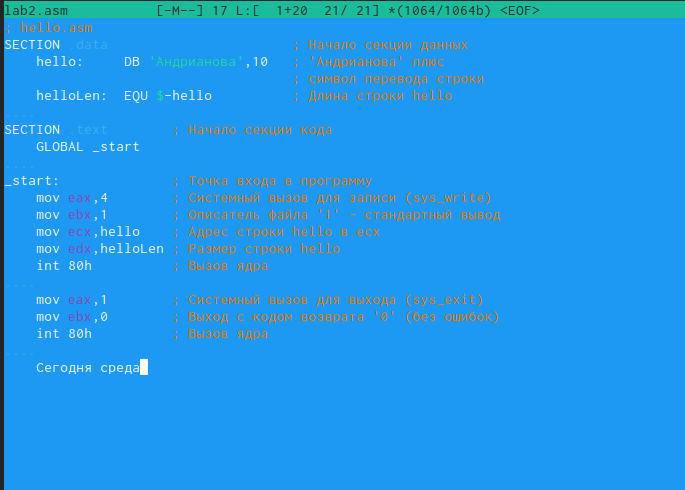 lab2.asm [-M--] 17 L:[ 1+20 21/ 21] *(1064/1064b) <EOF>
; hello.asm
SECTION .data ; Начало секции данных
hello: DB 'Андрианова',10 ; 'Андрианова' плюс
; символ перевода строки
helloLen: EQU $-hello ; Длина строки hello
----
SECTION .text ; Начало секции кода
GLOBAL _start
----
_start: ; Точка входа в программу
mov eax,4 ; Системный вызов для записи (sys_write)
mov ebx,1 ; Описатель файла '1' - стандартный вывод
mov ecx,hello ; Адрес строки hello в ecx
mov edx,helloLen ; Размер строки hello
int 80h ; Вызов ядра
----
mov eax,1 ; Системный вызов для выхода (sys_exit)
mov ebx,0 ; Выход с кодом возврата '0' (без ошибок)
int 80h ; Вызов ядра
----
Сегодня среда